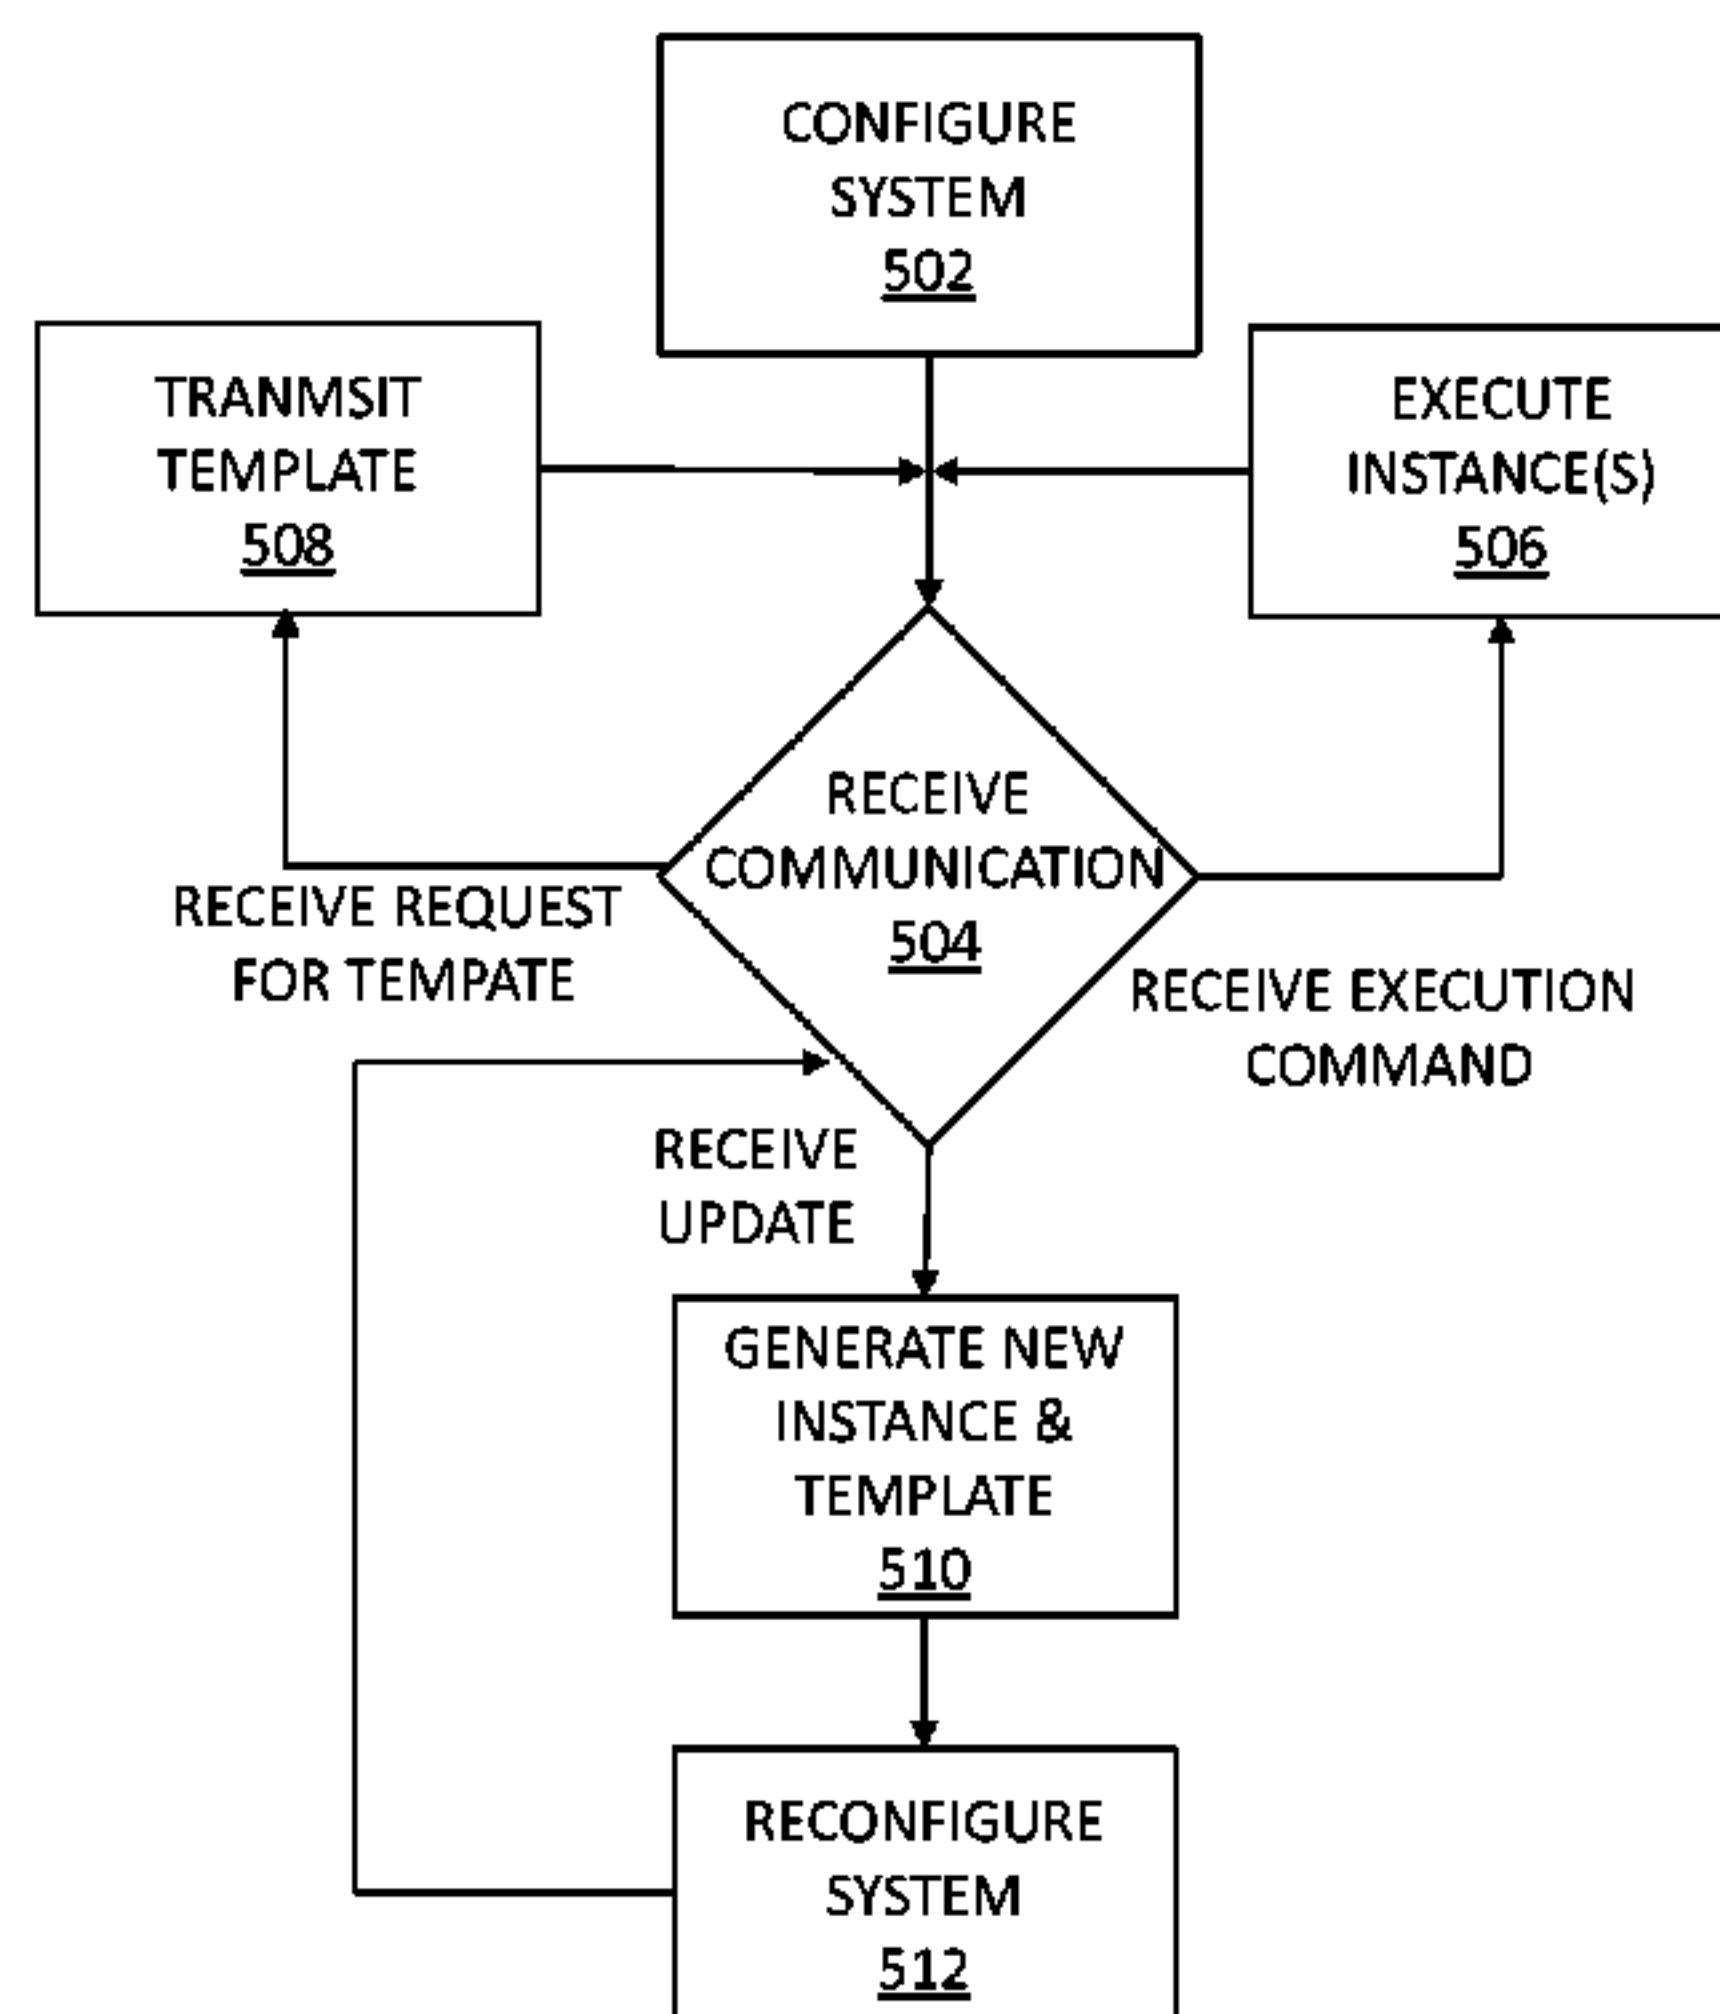 CONFIGURE
SYSTEM
502
TRANMSIT
TEMPLATE
508
EXECUTE
INSTANCE(S)
506
RECEIVE
COMMUNICATION
504
RECEIVE REQUEST
FOR TEMPATE
RECEIVE EXECUTION
COMMAND
RECEIVE
UPDATE
GENERATE NEW
INSTANCE &
TEMPLATE
510
RECONFIGURE
SYSTEM
512